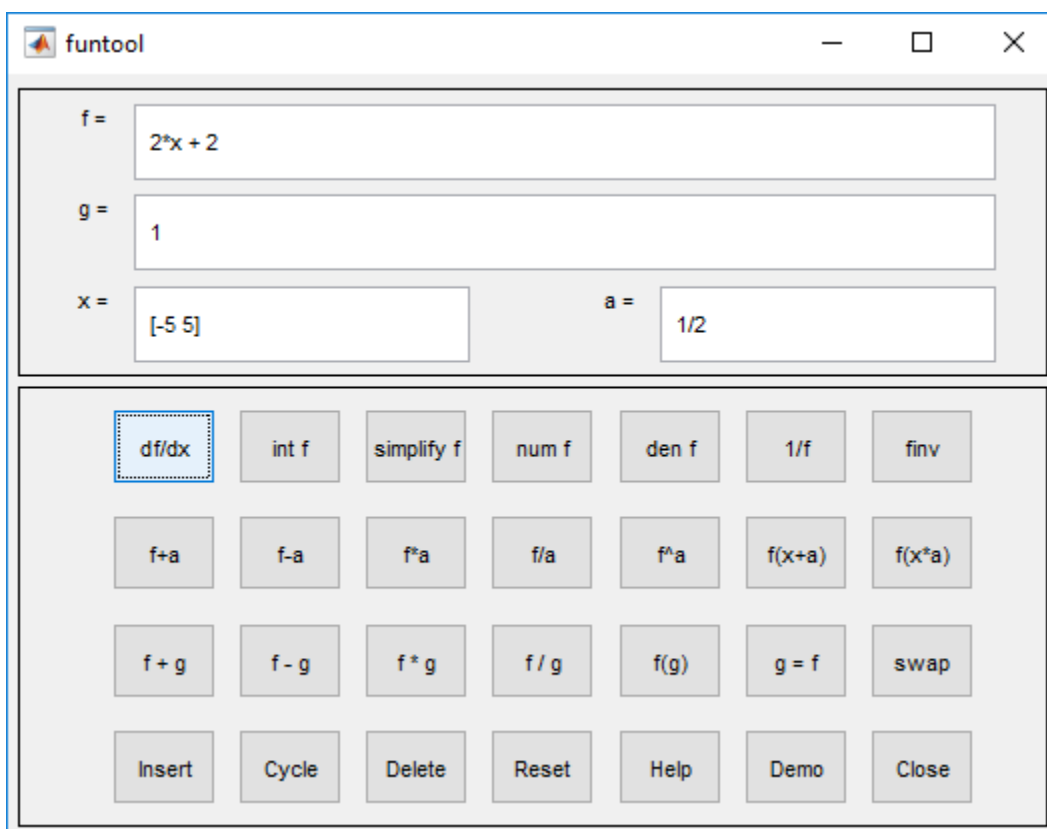 funtool
f =
2*x + 2
g =
1
x =
[-5 5]
a =
1/2
df/dx int f simplify f num f den f 1/f finv
f+a f-a f*a f/a f^a f(x+a) f(x*a)
f + g f - g f * g f / g f(g) g = f swap
Insert Cycle Delete Reset Help Demo Close